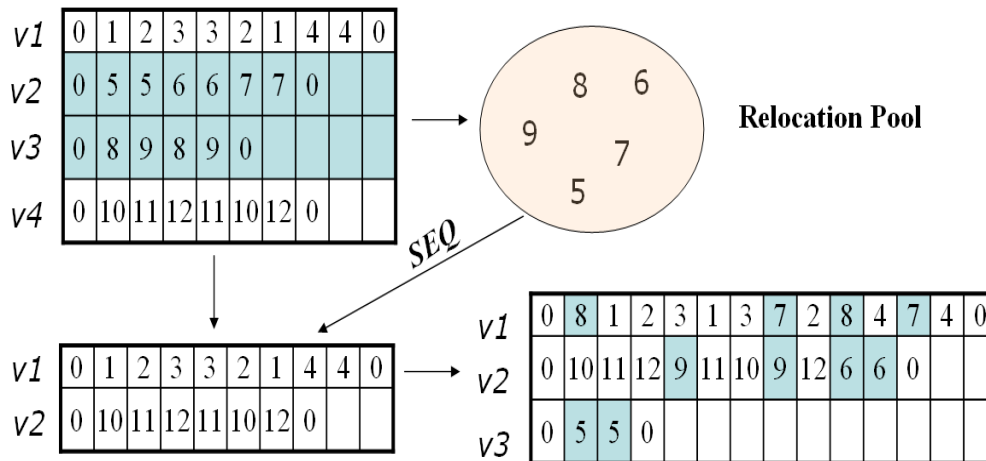 v1 0 1 2 3 3 2 1 4 4 0
v2 0 5 5 6 6 7 7 0
v3 0 8 9 8 9 0
v4 0 10 11 12 11 10 12 0
8 6
9
7
5
Relocation Pool
SEQ
v1 0 1 2 3 3 2 1 4 4 0
v2 0 10 11 12 11 10 12 0
v1 0 8 1 2 3 1 3 7 2 8 4 7 4 0
v2 0 10 11 12 9 11 10 9 12 6 6 0
v3 0 5 5 0